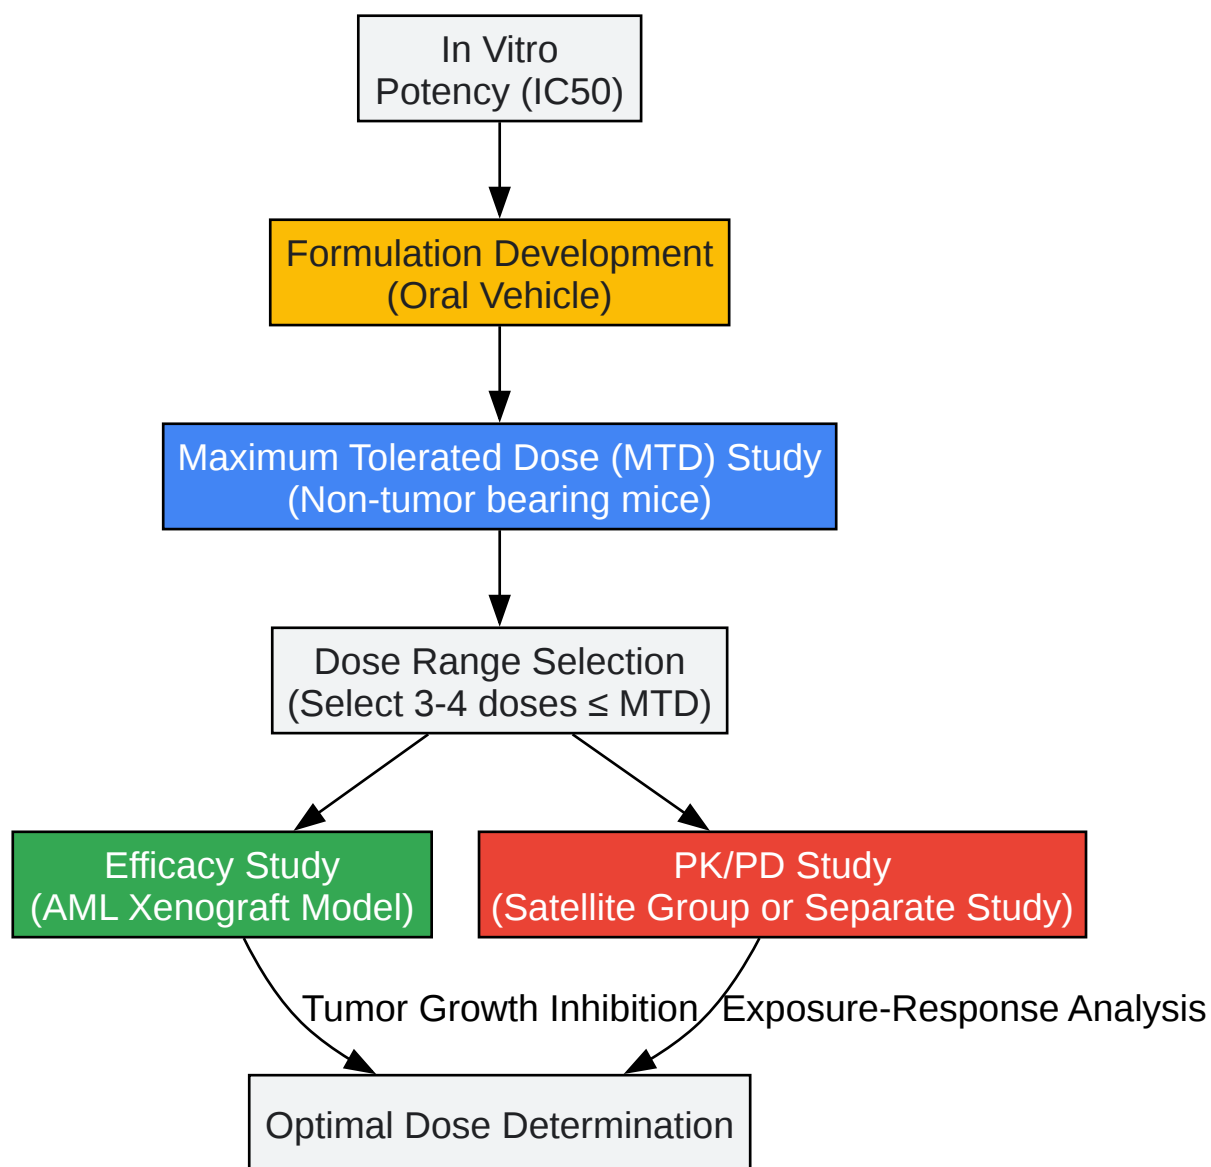 In Vitro
Potency (IC50)
Formulation Development
(Oral Vehicle)
Maximum Tolerated Dose (MTD) Study
(Non-tumor bearing mice)
Dose Range Selection
(Select 3-4 doses ≤ MTD)
Efficacy Study
(AML Xenograft Model)
PK/PD Study
(Satellite Group or Separate Study)
Tumor Growth Inhibition
Exposure-Response Analysis
Optimal Dose Determination